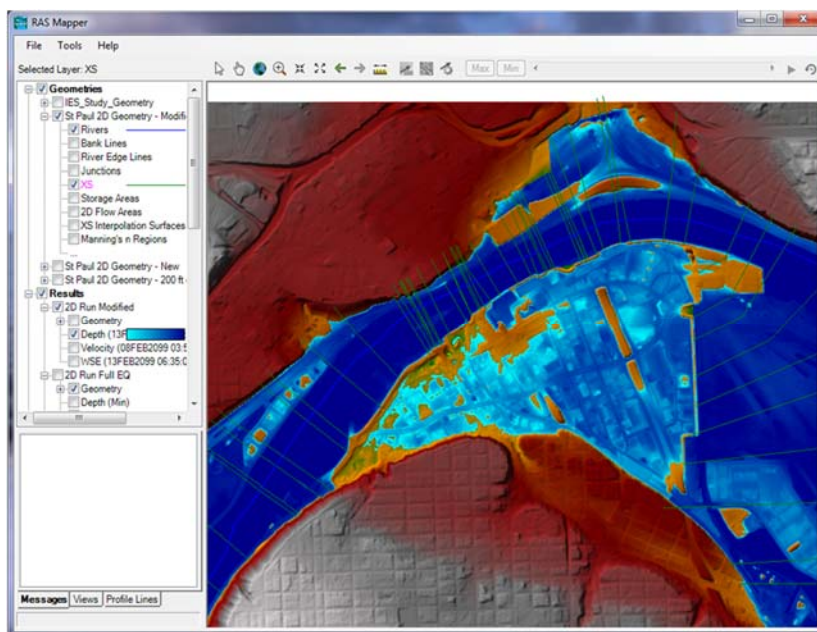 RAS Mapper
File Tools Help
Selected Layer: XS
Max Min
Geometries
IES_Study_Geometry
St Paul 2D Geometry - Modifi
Rivers
Bank Lines
River Edge Lines
Junctions
XS
Storage Areas
2D Flow Areas
XS Interpolation Surfaces
Manning's n Regions
...
St Paul 2D Geometry - New
St Paul 2D Geometry - 200 ft
Results
2D Run Modified
Geometry
Depth (13F
Velocity (08FEB2099 03:5
WSE (13FEB2099 06:35:0
2D Run Full EQ
Geometry
Depth (Min)
Messages Views Profile Lines